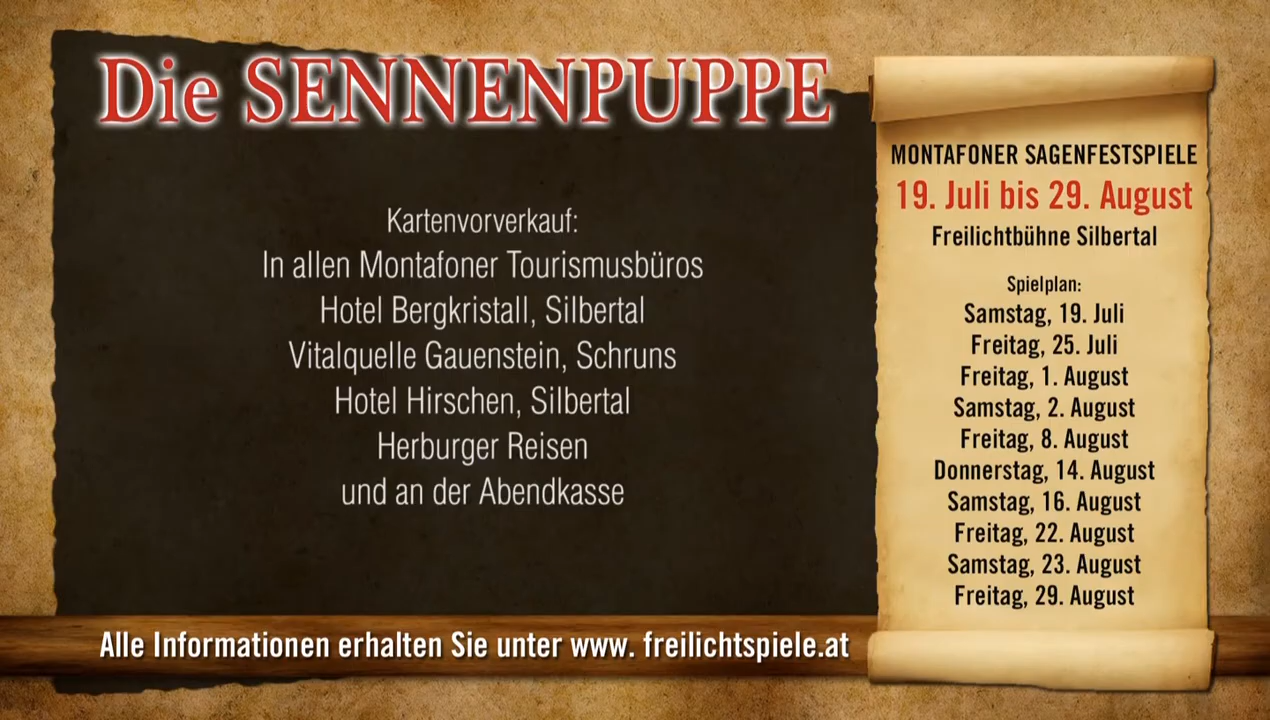 Die SENNENPUPPE
Kartenvorverkauf:
In allen Montafoner Tourismusbüros
Hotel Bergkristall, Silbertal
Vitalquelle Gauenstein, Schruns
Hotel Hirschen, Silbertal
Herburger Reisen
und an der Abendkasse
Alle Informationen erhalten Sie unter www. freilichtspiele.at
MONTAFONER SAGENFESTSPIELE
19. Juli bis 29. August
Freilichtbühne Silbertal
Spielplan:
Samstag, 19. Juli
Freitag, 25. Juli
Freitag, 1. August
Samstag, 2. August
Freitag, 8. August
Donnerstag, 14. August
Samstag, 16. August
Freitag, 22. August
Samstag, 23. August
Freitag, 29. August